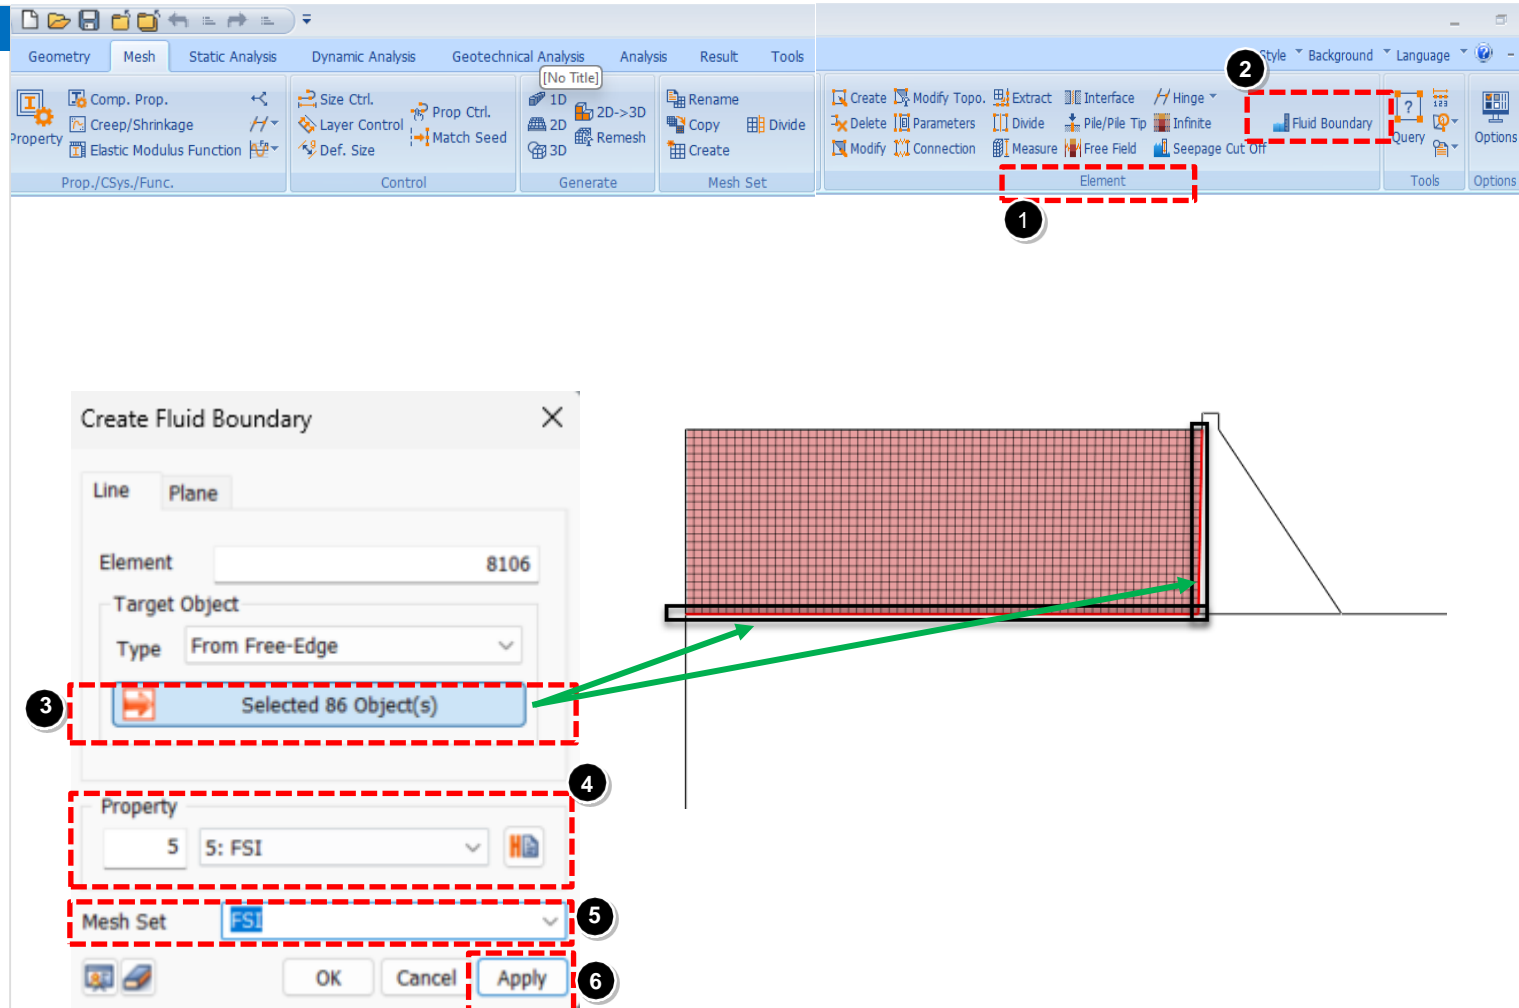 Geometry Mesh Static Analysis Dynamic Analysis Geotechnical Analysis Analysis Result Tools
Style Background Language
2
[No Title]
Property
Comp. Prop.
Creep/Shrinkage
Elastic Modulus Function
Prop./CSys./Func.
Size Ctrl.
Layer Control
Def. Size
Prop Ctrl.
Match Seed
Control
1D
2D
3D
2D->3D
Remesh
Generate
Rename
Copy
Create
Divide
Mesh Set
Create Modify Topo. Extract Interface Hinge
Delete Parameters Divide Pile/Pile Tip Infinite Fluid Boundary
Modify Connection Measure Free Field Seepage Cut Off
Element
Query
123
Tools
Options
Options
1
Create Fluid Boundary
Line Plane
Element 8106
Target Object
Type From Free-Edge
3
Selected 86 Object(s)
4
Property
5 5: FSI
Mesh Set FSI
5
OK Cancel Apply
6